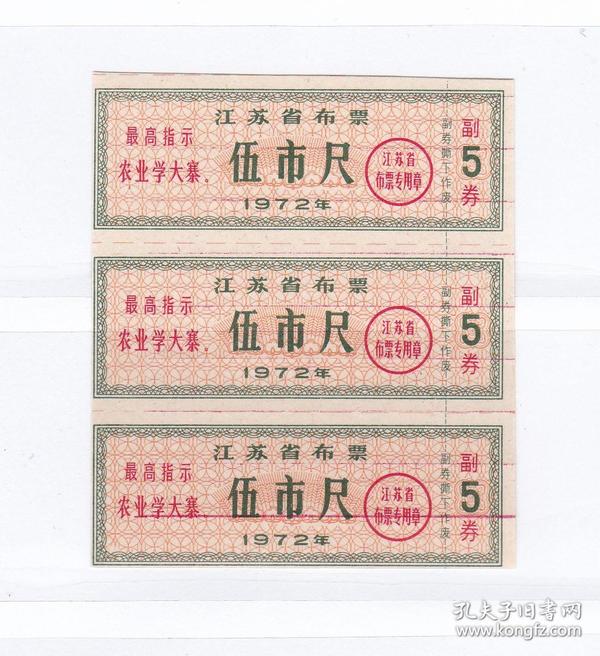 江苏省布票
最高指示
农业学大寨.
伍市尺
1972年
江苏省
布票专用章
副券撕下作废
副
5
券
江苏省布票
最高指示
农业学大寨.
伍市尺
1972年
江苏省
布票专用章
副券撕下作废
副
5
券
江苏省布票
最高指示
农业学大寨.
伍市尺
1972年
江苏省
布票专用章
副券撕下作废
副
5
券
孔夫子旧书网
www.kongfz.com